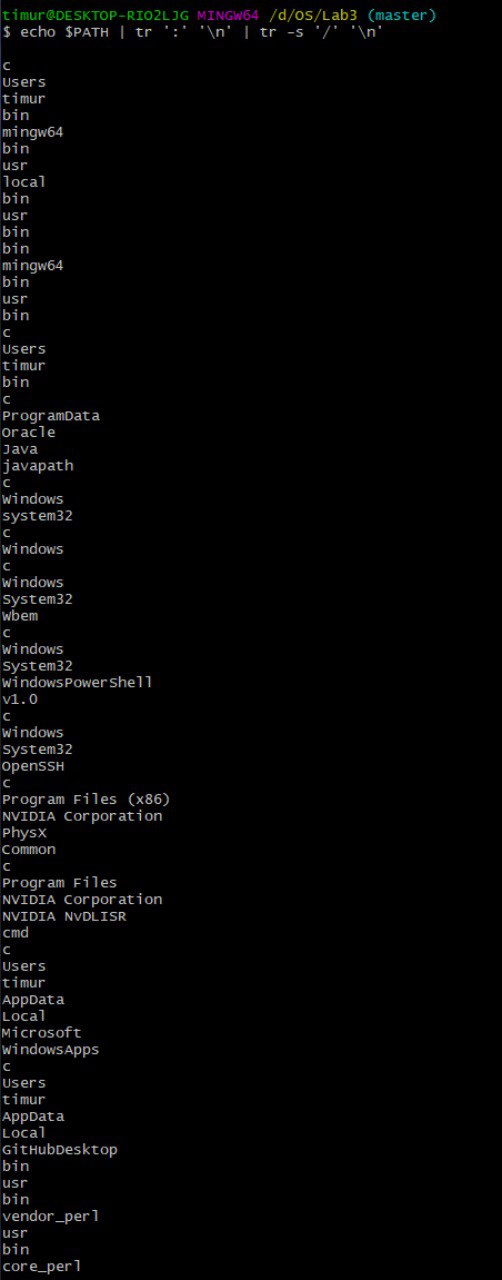 timur@DESKTOP-RIO2LJG MINGW64 /d/OS/Lab3 (master)
$ echo $PATH | tr ':' '\n' | tr -s '/' '\n'
c
Users
timur
bin
mingw64
bin
usr
local
bin
usr
bin
bin
mingw64
bin
usr
bin
c
Users
timur
bin
c
ProgramData
Oracle
Java
javapath
c
Windows
system32
c
Windows
c
Windows
System32
Wbem
c
Windows
System32
WindowsPowerShell
v1.0
c
Windows
System32
OpenSSH
c
Program Files (x86)
NVIDIA Corporation
PhysX
Common
c
Program Files
NVIDIA Corporation
NVIDIA NvDLISR
cmd
c
Users
timur
AppData
Local
Microsoft
WindowsApps
c
Users
timur
AppData
Local
GitHubDesktop
bin
usr
bin
vendor_perl
usr
bin
core_perl